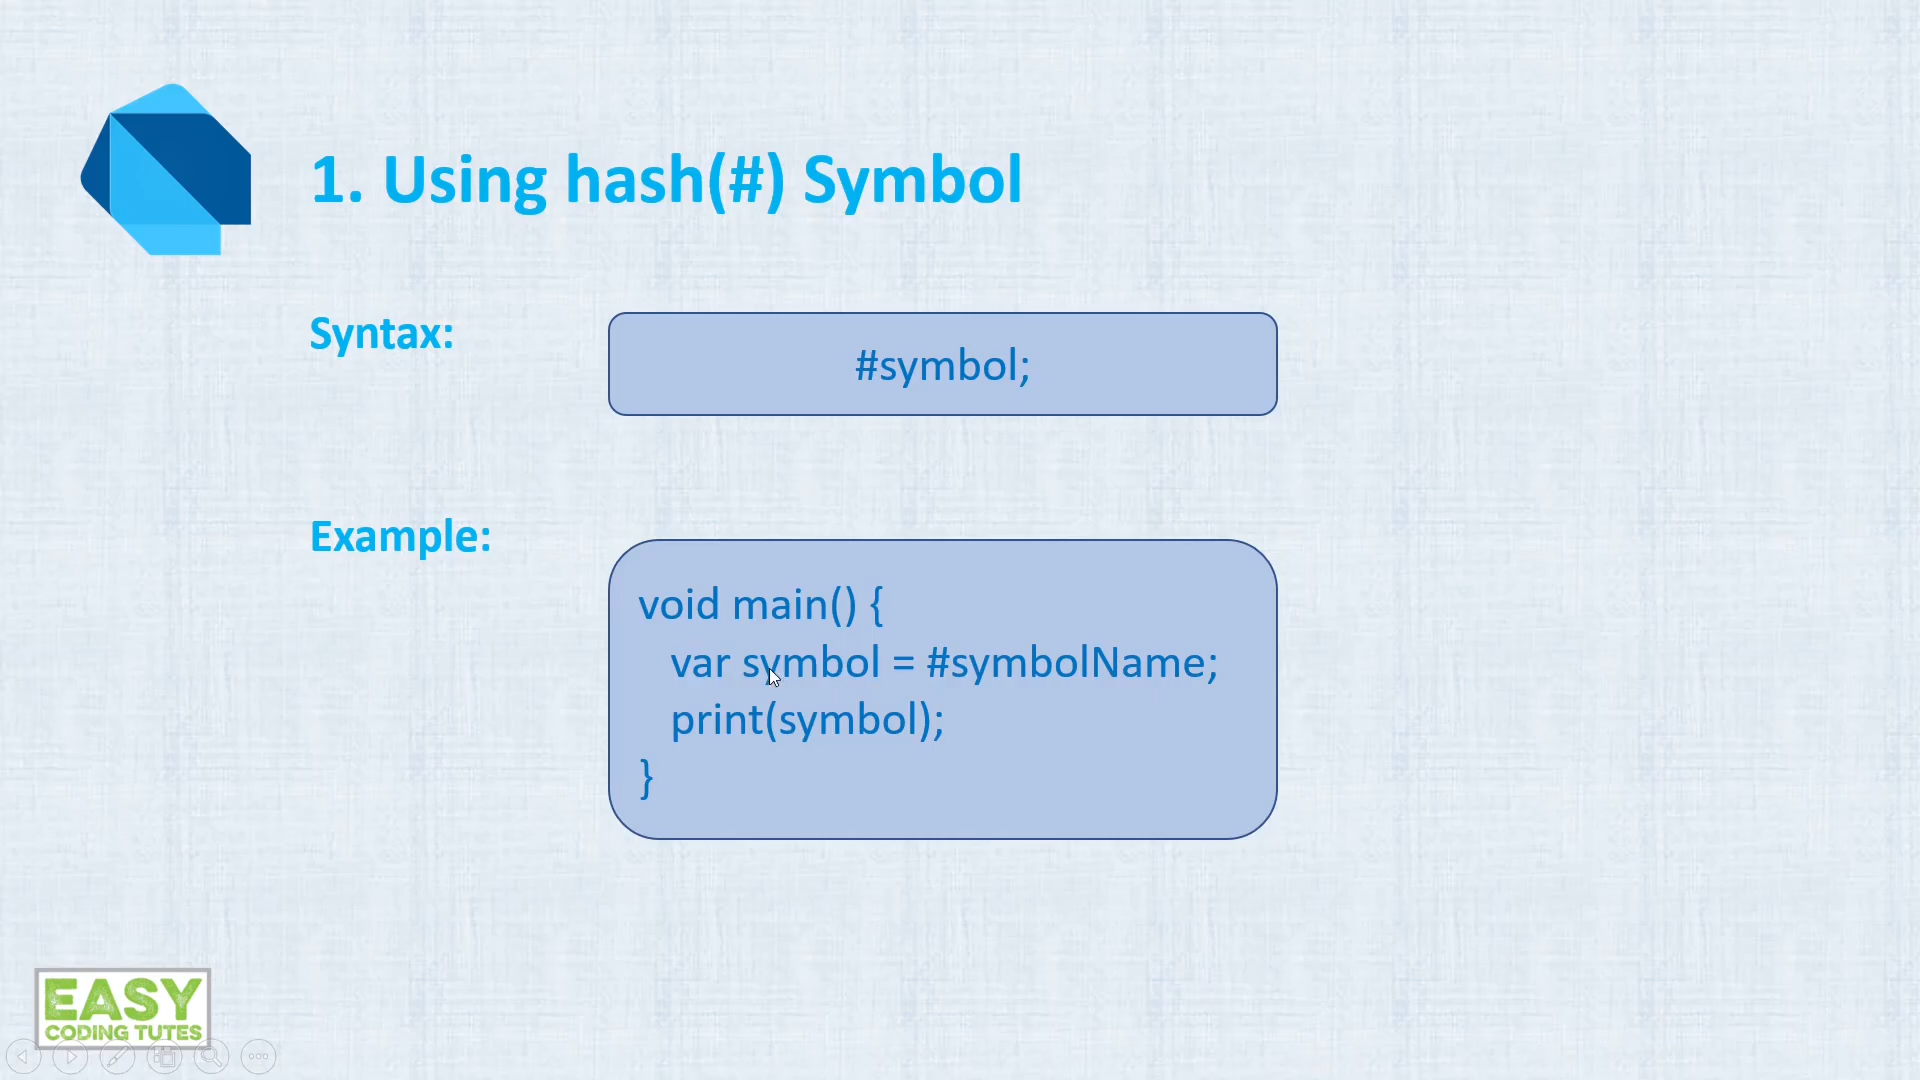 1. Using hash(#) Symbol
Syntax:
#symbol;
Example:
void main() {
var symbol = #symbolName;
print(symbol);
}
EASY
CODING TUTES